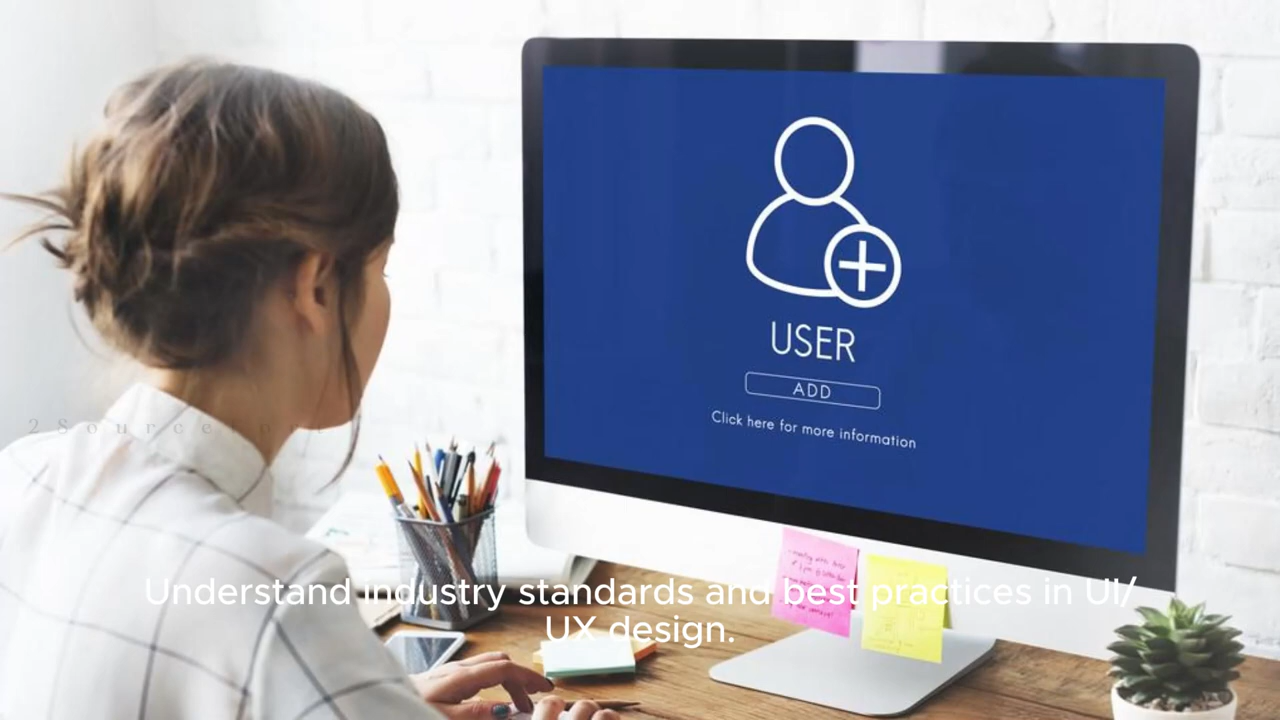 USER
ADD
Click here for more information
Understand industry standards and best practices in UI/
UX design.